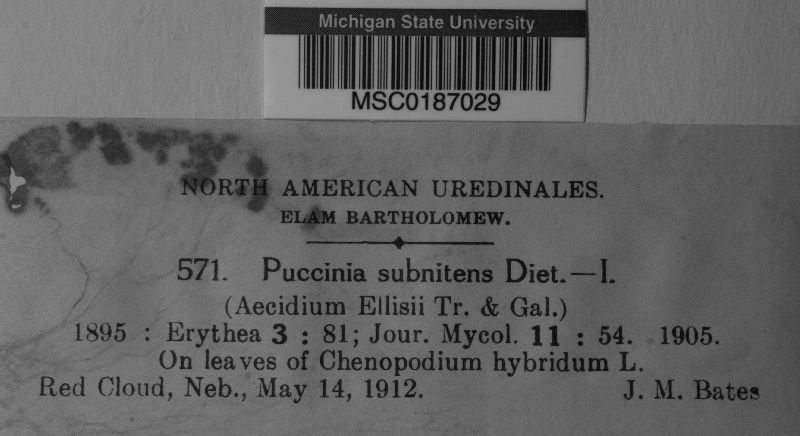 Michigan State University
MSC0187029
NORTH AMERICAN UREDINALES.
ELAM BARTHOLOMEW.
571. Puccinia subnitens Diet.—I.
(Aecidium Ellisii Tr. & Gal.)
1895 : Erythea 3 : 81; Jour. Mycol. 11 : 54. 1905.
On leaves of Chenopodium hybridum L.
Red Cloud, Neb., May 14, 1912. J. M. Bates